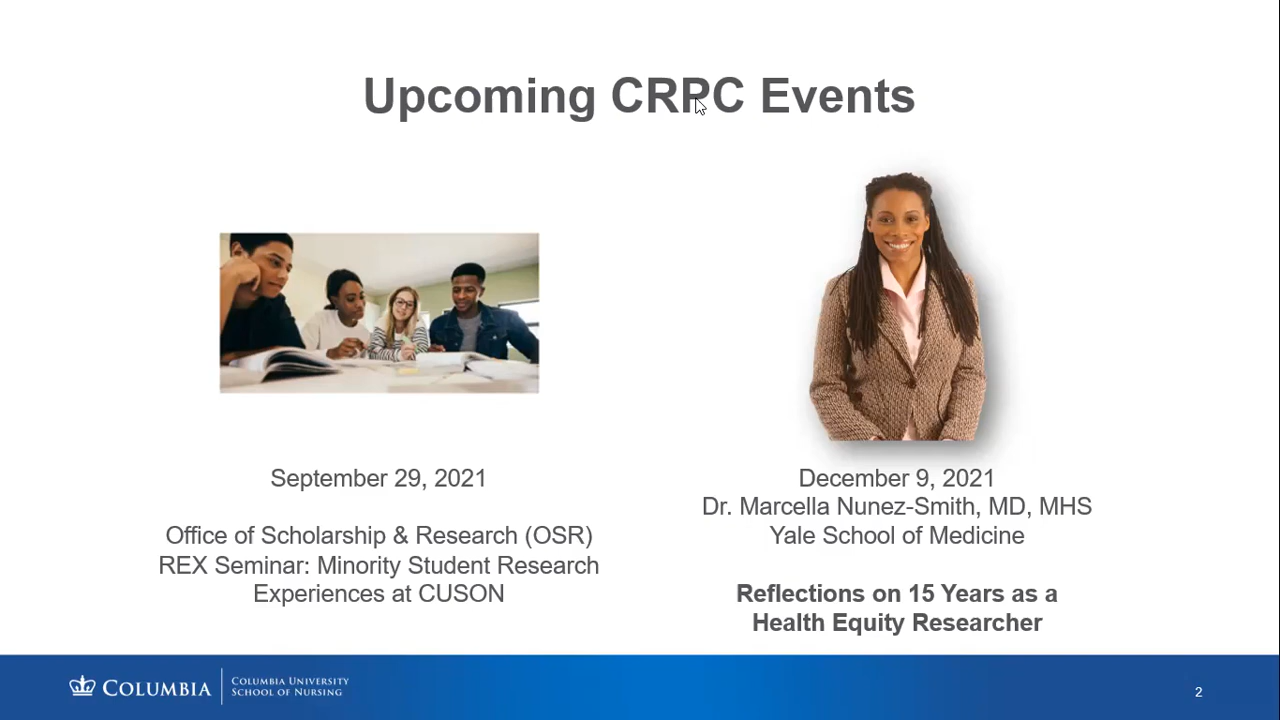 Upcoming CRPC Events
September 29, 2021
Office of Scholarship & Research (OSR)
REX Seminar: Minority Student Research
Experiences at CUSON
December 9, 2021
Dr. Marcella Nunez-Smith, MD, MHS
Yale School of Medicine
Reflections on 15 Years as a
Health Equity Researcher
COLUMBIA
COLUMBIA UNIVERSITY
SCHOOL OF NURSING
2